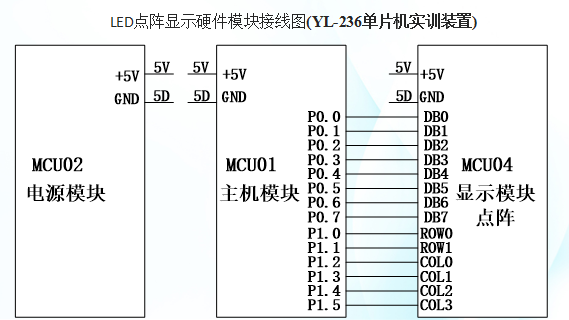 LED点阵显示硬件模块接线图(YL-236单片机实训装置)
+5V 5V
GND 5D
MCU02
电源模块
5V +5V
5D GND
MCU01
主机模块
P0.0
P0.1
P0.2
P0.3
P0.4
P0.5
P0.6
P0.7
P1.0
P1.1
P1.2
P1.3
P1.4
P1.5
5V +5V
5D GND
DB0
DB1
DB2
DB3
DB4
DB5
DB6
DB7
ROW0
ROW1
COL0
COL1
COL2
COL3
MCU04
显示模块
点阵